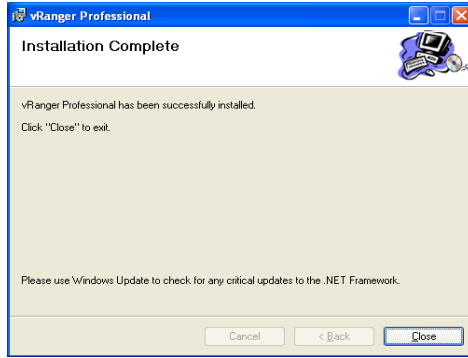 vRanger Professional
Installation Complete
vRanger Professional has been successfully installed.
Click "Close" to exit.
Please use Windows Update to check for any critical updates to the .NET Framework.
Cancel
< Back
Close